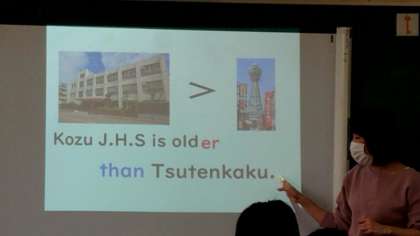 >
Kozu J.H.S is older
than Tsutenkaku.